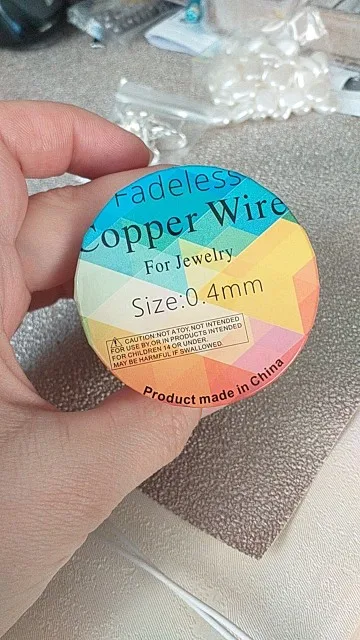 Fadeless
Copper Wire
For Jewelry
Size:0.4mm
CAUTION: NOT A TOY, NOT INTENDED
FOR USE BY, OR IN PRODUCTS INTENDED
FOR CHILDREN 14 OR UNDER.
MAY BE HARMFUL IF SWALLOWED.
Product made in China